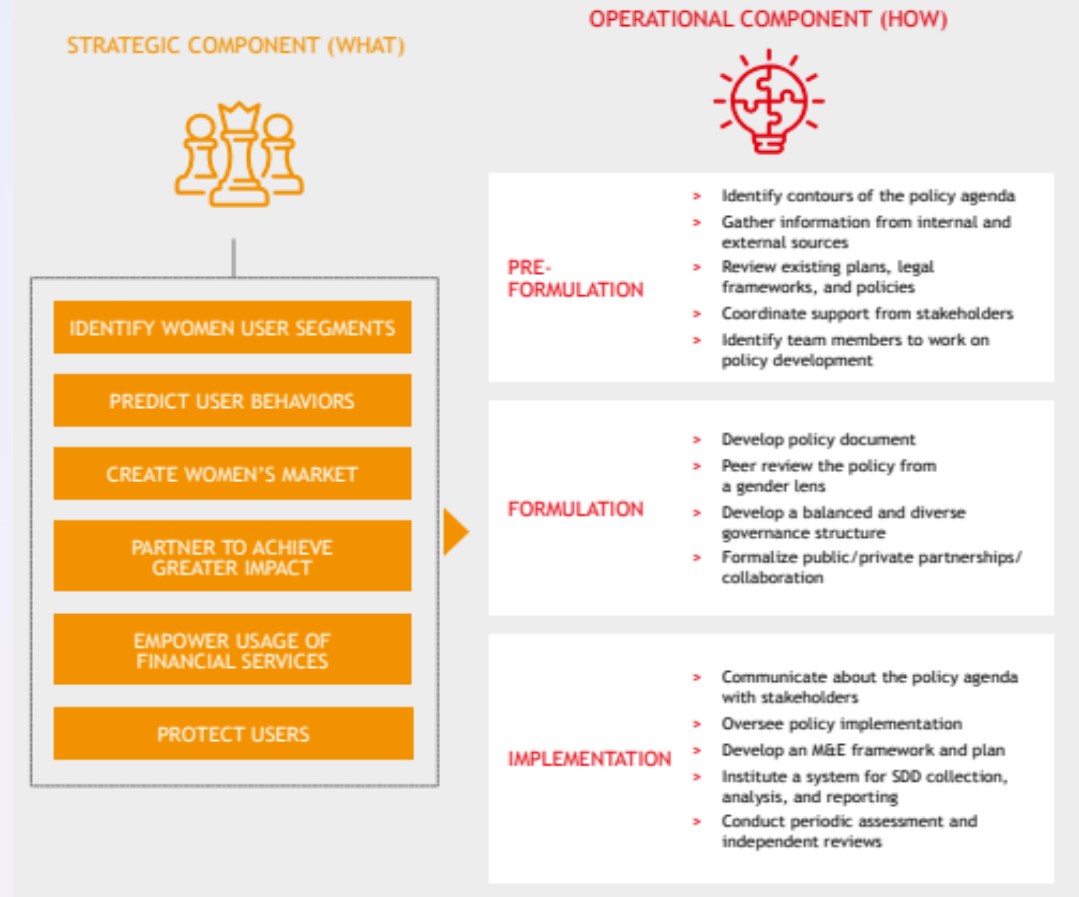 STRATEGIC COMPONENT (WHAT)
IDENTIFY WOMEN USER SEGMENTS
PREDICT USER BEHAVIORS
CREATE WOMEN'S MARKET
PARTNER TO ACHIEVE
GREATER IMPACT
EMPOWER USAGE OF
FINANCIAL SERVICES
PROTECT USERS
OPERATIONAL COMPONENT (HOW)
PRE-
FORMULATION
> Identify contours of the policy agenda
> Gather information from internal and
external sources
> Review existing plans, legal
frameworks, and policies
> Coordinate support from stakeholders
> Identify team members to work on
policy development
FORMULATION
> Develop policy document
> Peer review the policy from
a gender lens
> Develop a balanced and diverse
governance structure
> Formalize public/private partnerships/
collaboration
IMPLEMENTATION
> Communicate about the policy agenda
with stakeholders
> Oversee policy implementation
> Develop an M&E framework and plan
> Institute a system for SDD collection,
analysis, and reporting
> Conduct periodic assessment and
independent reviews